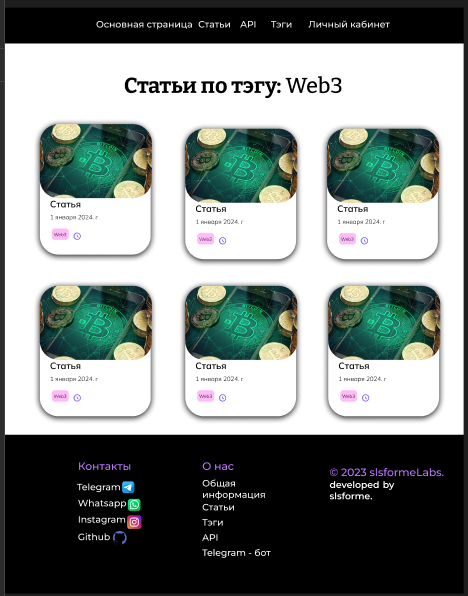 Основная страница Статьи API Тэги Личный кабинет
Статьи по тэгу: Web3
Статья
1 января 2024. г
Web3
Статья
1 января 2024. г
Web3
Статья
1 января 2024. г
Web3
Статья
1 января 2024. г
Web3
Статья
1 января 2024. г
Web3
Статья
1 января 2024. г
Web3
Контакты
Telegram
Whatsapp
Instagram
Github
О нас
Общая
информация
Статьи
Тэги
API
Telegram - бот
© 2023 slsformeLabs.
developed by
slsforme.